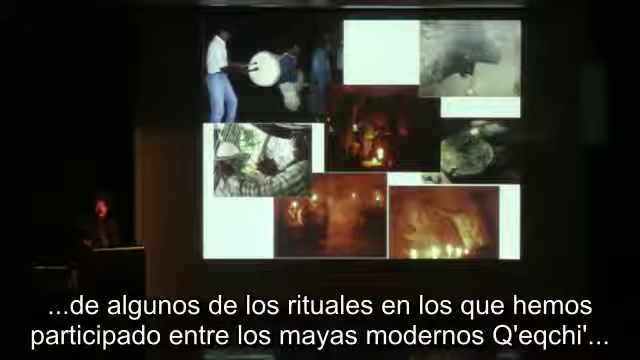 ...de algunos de los rituales en los que hemos
participado entre los mayas modernos Q'eqchi'...